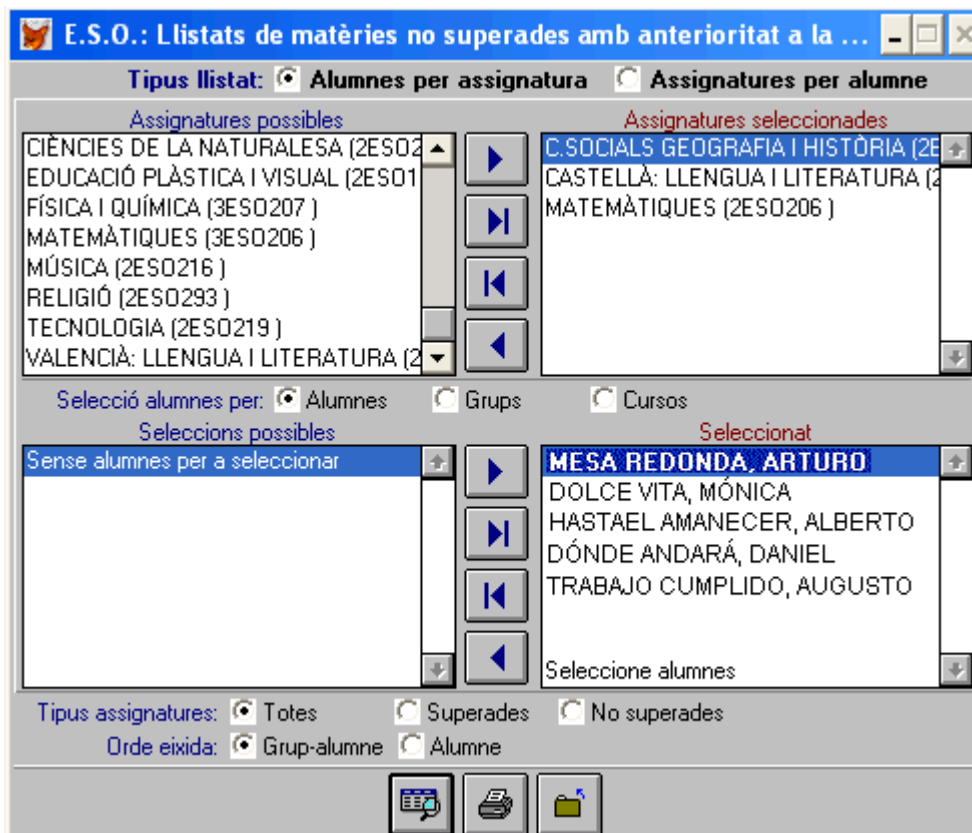 E.S.O.: Llistats de matèries no superades amb anterioritat a la ...
Tipus llistat: Alumnes per assignatura Assignatures per alumne
Assignatures possibles
CIÈNCIES DE LA NATURALESA (2ESO2
EDUCACIÓ PLÀSTICA I VISUAL (2ESO1
FÍSICA I QUÍMICA (3ESO207 )
MATEMÀTIQUES (3ESO206 )
MÚSICA (2ESO216 )
RELIGIÓ (2ESO293 )
TECNOLOGIA (2ESO219 )
VALENCIÀ: LLENGUA I LITERATURA (2
Assignatures seleccionades
C.SOCIALS GEOGRAFIA I HISTÒRIA (2E
CASTELLÀ: LLENGUA I LITERATURA (2
MATEMÀTIQUES (2ESO206 )
Selecció alumnes per: Alumnes Grups Cursos
Seleccions possibles
Sense alumnes per a seleccionar
Seleccionat
MESA REDONDA, ARTURO
DOLCE VITA, MÓNICA
HASTAEL AMANECER, ALBERTO
DÓNDE ANDARÁ, DANIEL
TRABAJO CUMPLIDO, AUGUSTO
Seleccione alumnes
Tipus assignatures: Totes Superades No superades
Orde eixida: Grup-alumne Alumne